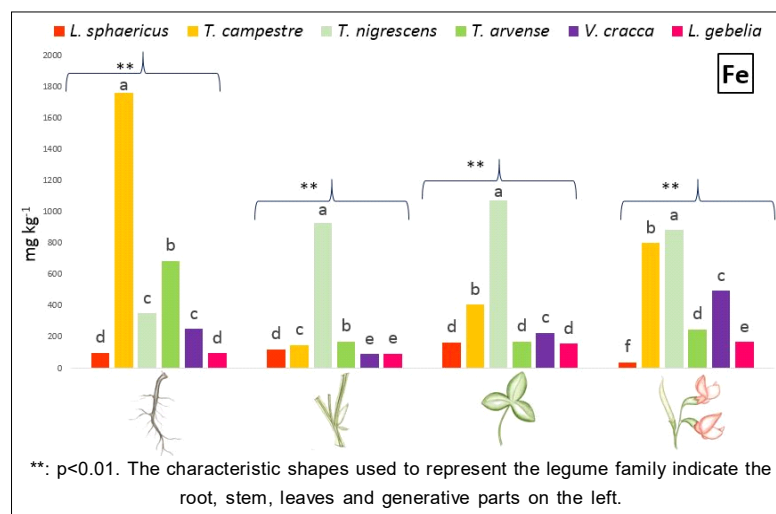 L. sphaericus T. campestre T. nigrescens T. arvense V. cracca L. gebelia
Fe
mg kg-1
2000
1800
1600
1400
1200
1000
800
600
400
200
0
**
d a c b c d
**
d c a b e e
**
d b a d c d
**
f b a d c e
**: p<0.01. The characteristic shapes used to represent the legume family indicate the
root, stem, leaves and generative parts on the left.